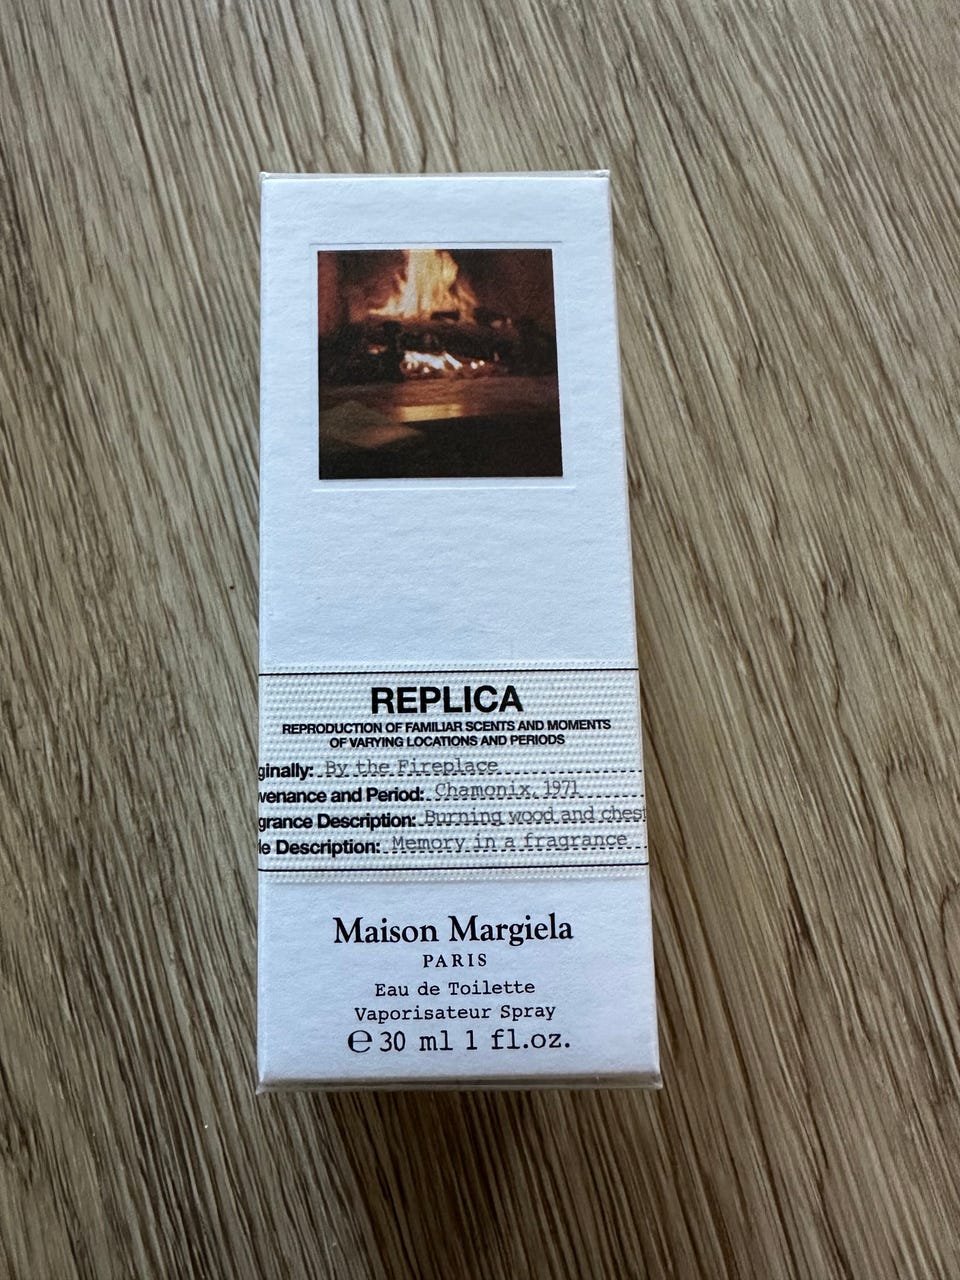 REPLICA
REPRODUCTION OF FAMILIAR SCENTS AND MOMENTS
OF VARYING LOCATIONS AND PERIODS
ginally: By the Fireplace
venance and Period: Chamonix, 1971
grance Description: Burning wood and chest
le Description: Memory in a fragrance
Maison Margiela
PARIS
Eau de Toilette
Vaporisateur Spray
℮ 30 ml 1 fl.oz.